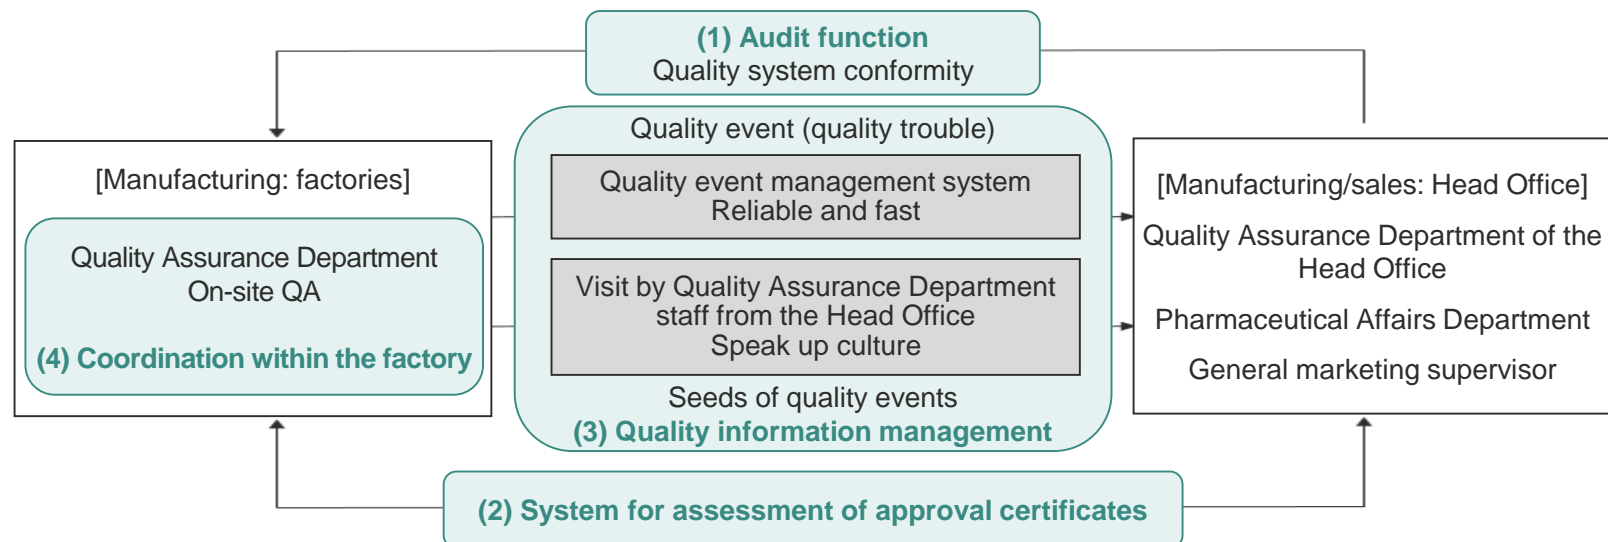 (1) Audit function
Quality system conformity
[Manufacturing: factories]
Quality Assurance Department
On-site QA
(4) Coordination within the factory
Quality event (quality trouble)
Quality event management system
Reliable and fast
Visit by Quality Assurance Department
staff from the Head Office
Speak up culture
Seeds of quality events
(3) Quality information management
[Manufacturing/sales: Head Office]
Quality Assurance Department of the
Head Office
Pharmaceutical Affairs Department
General marketing supervisor
(2) System for assessment of approval certificates